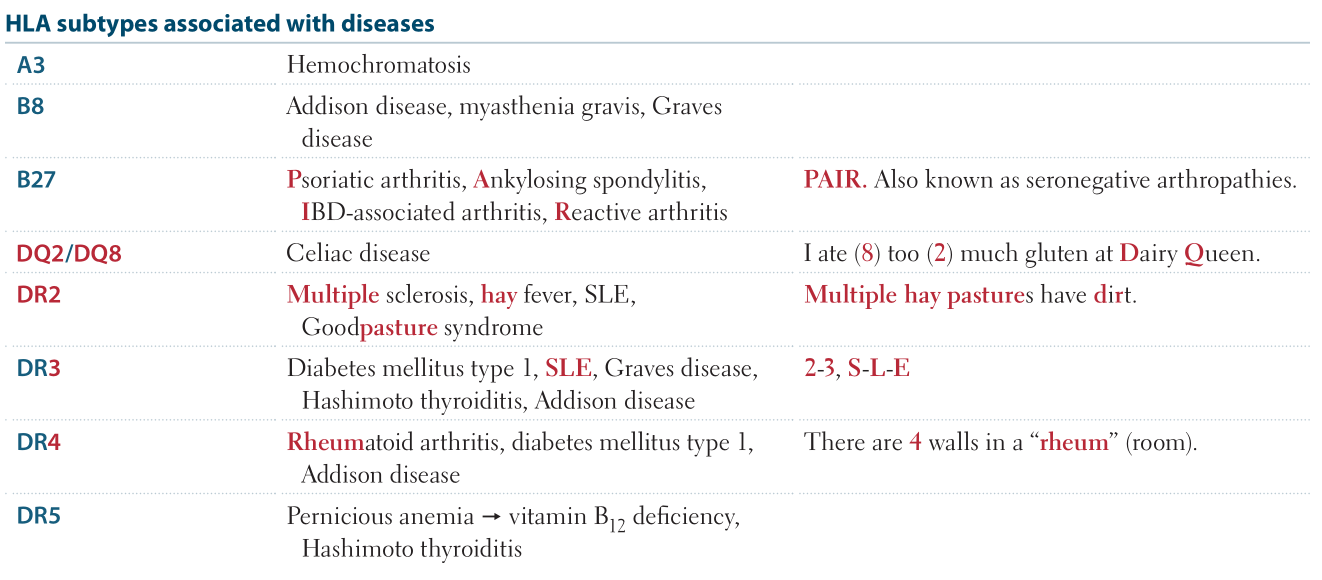 HLA subtypes associated with diseases
A3 Hemochromatosis
B8 Addison disease, myasthenia gravis, Graves
disease
B27 Psoriatic arthritis, Ankylosing spondylitis, PAIR. Also known as seronegative arthropathies.
IBD-associated arthritis, Reactive arthritis
DQ2/DQ8 Celiac disease I ate (8) too (2) much gluten at Dairy Queen.
DR2 Multiple sclerosis, hay fever, SLE, Multiple hay pastures have dirt.
Goodpasture syndrome
DR3 Diabetes mellitus type 1, SLE, Graves disease, 2-3, S-L-E
Hashimoto thyroiditis, Addison disease
DR4 Rheumatoid arthritis, diabetes mellitus type 1, There are 4 walls in a “rheum” (room).
Addison disease
DR5 Pernicious anemia → vitamin B₁₂ deficiency,
Hashimoto thyroiditis